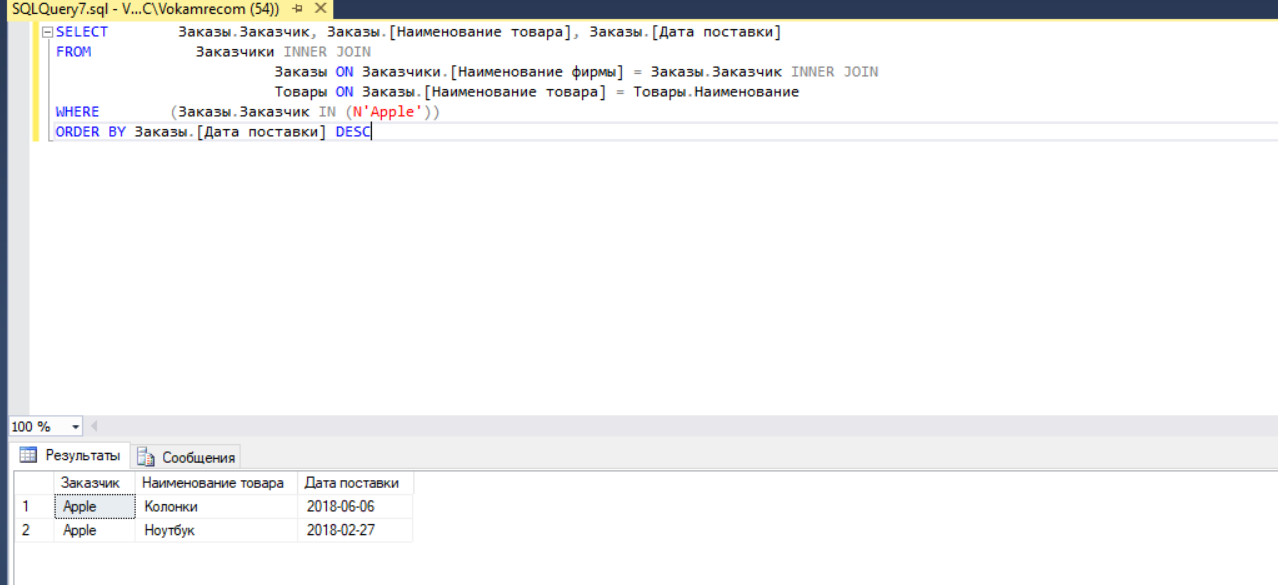 SQLQuery7.sql - V...C\Vokamrecom (54))
SELECT Заказы.Заказчик, Заказы.[Наименование товара], Заказы.[Дата поставки]
FROM Заказчики INNER JOIN
Заказы ON Заказчики.[Наименование фирмы] = Заказы.Заказчик INNER JOIN
Товары ON Заказы.[Наименование товара] = Товары.Наименование
WHERE (Заказы.Заказчик IN (N'Apple'))
ORDER BY Заказы.[Дата поставки] DESC
100 %
Результаты Сообщения
Заказчик Наименование товара Дата поставки
1 Apple Колонки 2018-06-06
2 Apple Ноутбук 2018-02-27